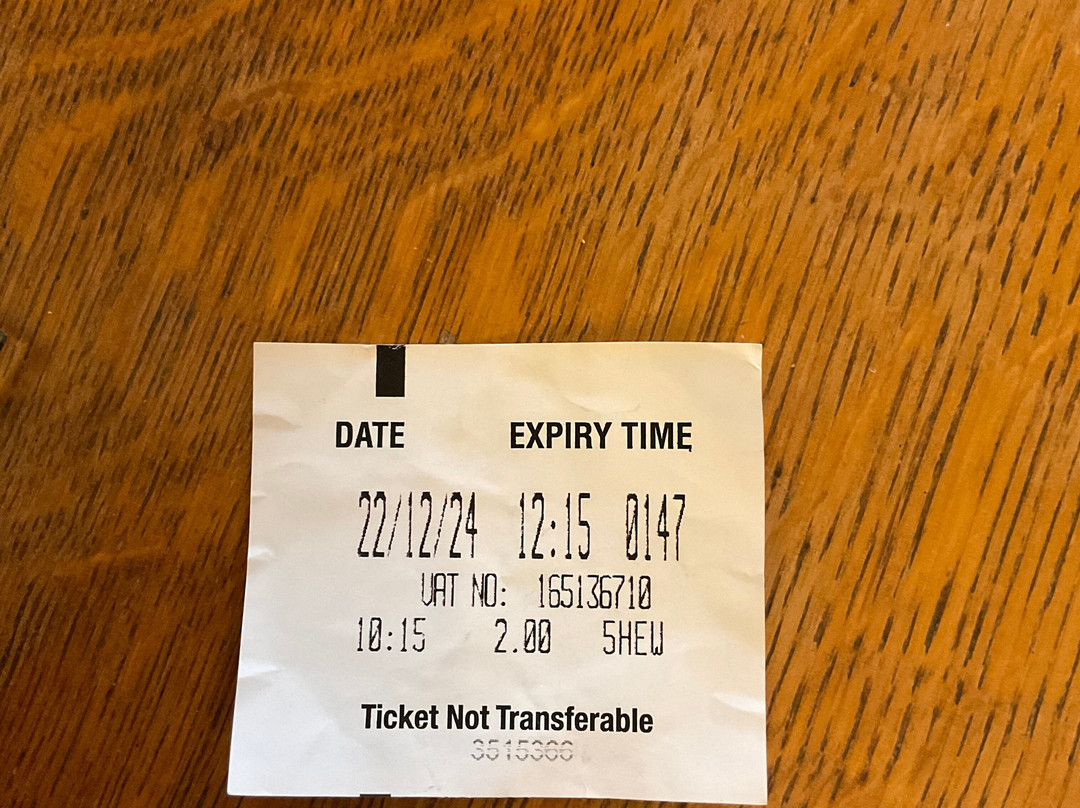 DATE EXPIRY TIME
22/12/24 12:15 0147
VAT NO: 165136710
10:15 2.00 5HEW
Ticket Not Transferable
3515366